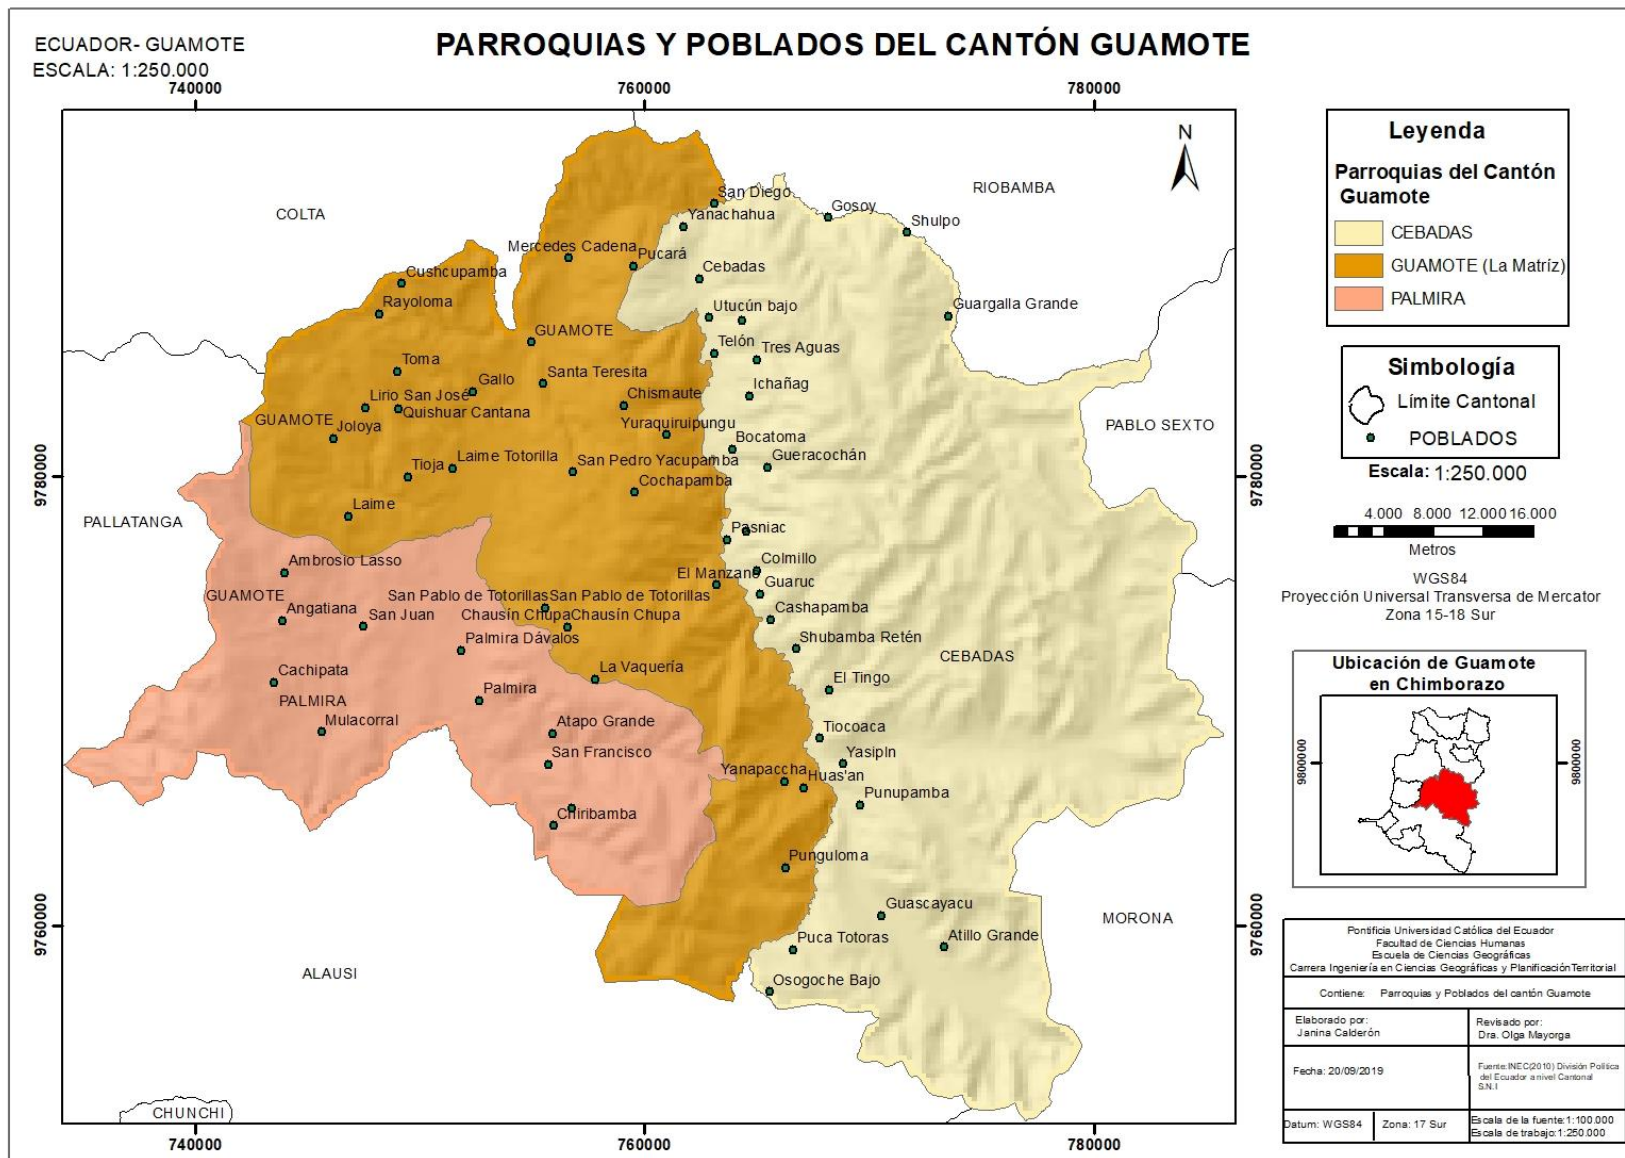 ECUADOR- GUAMOTE
ESCALA: 1:250.000
PARROQUIAS Y POBLADOS DEL CANTÓN GUAMOTE
740000
760000
780000
N
COLTA
RIOBAMBA
San Diego
Yanachahua
Gosoy
Shulpo
Mercedes Cadena
Pucará
Cushcupamba
Cebadas
Rayoloma
Utucún bajo
Guargalla Grande
GUAMOTE
Telón
Tres Aguas
Toma
Gallo
Santa Teresita
Ichañag
Lirio San José
Chismaute
Quishuar Cantana
GUAMOTE
Joloya
Yuraquiruipungu
PABLO SEXTO
Bocatoma
Gueracochán
Tioja
Laime Totorilla
San Pedro Yacupamba
Cochapamba
9780000
9780000
Laime
PALLATANGA
Pasniac
Ambrosio Lasso
Colmillo
El Manzano
Guaruc
GUAMOTE
San Pablo de Totorillas
San Pablo de Totorillas
Angatiana
San Juan
Chausín Chupa
Chausín Chupa
Cashapamba
Palmira Dávalos
Shubamba Retén
CEBADAS
Cachipata
La Vaquería
El Tingo
PALMIRA
Palmira
Mulacorral
Atapo Grande
Tiocoaca
San Francisco
Yasipln
Yanapaccha
Huas'an
Punupamba
Chiribamba
Punguloma
Guascayacu
MORONA
9760000
9760000
Puca Totoras
Atillo Grande
ALAUSI
Osogoche Bajo
CHUNCHI
740000
760000
780000
Leyenda
Parroquias del Cantón
Guamote
CEBADAS
GUAMOTE (La Matríz)
PALMIRA
Simbología
Límite Cantonal
POBLADOS
Escala: 1:250.000
4.000 8.000 12.000 16.000
Metros
WGS84
Proyección Universal Transversa de Mercator
Zona 15-18 Sur
Ubicación de Guamote
en Chimborazo
9800000
9800000
Pontificia Universidad Católica del Ecuador
Facultad de Ciencias Humanas
Escuela de Ciencias Geográficas
Carrera Ingeniería en Ciencias Geográficas y Planificación Territorial
Contiene: Parroquias y Poblados del cantón Guamote
Elaborado por:
Janina Calderón
Revisado por:
Dra. Olga Mayorga
Fecha: 20/09/2019
Fuente:INEC(2010) División Política
del Ecuador a nivel Cantonal
S.N.I
Datum: WGS84
Zona: 17 Sur
Escala de la fuente:1:100.000
Escala de trabajo:1:250.000